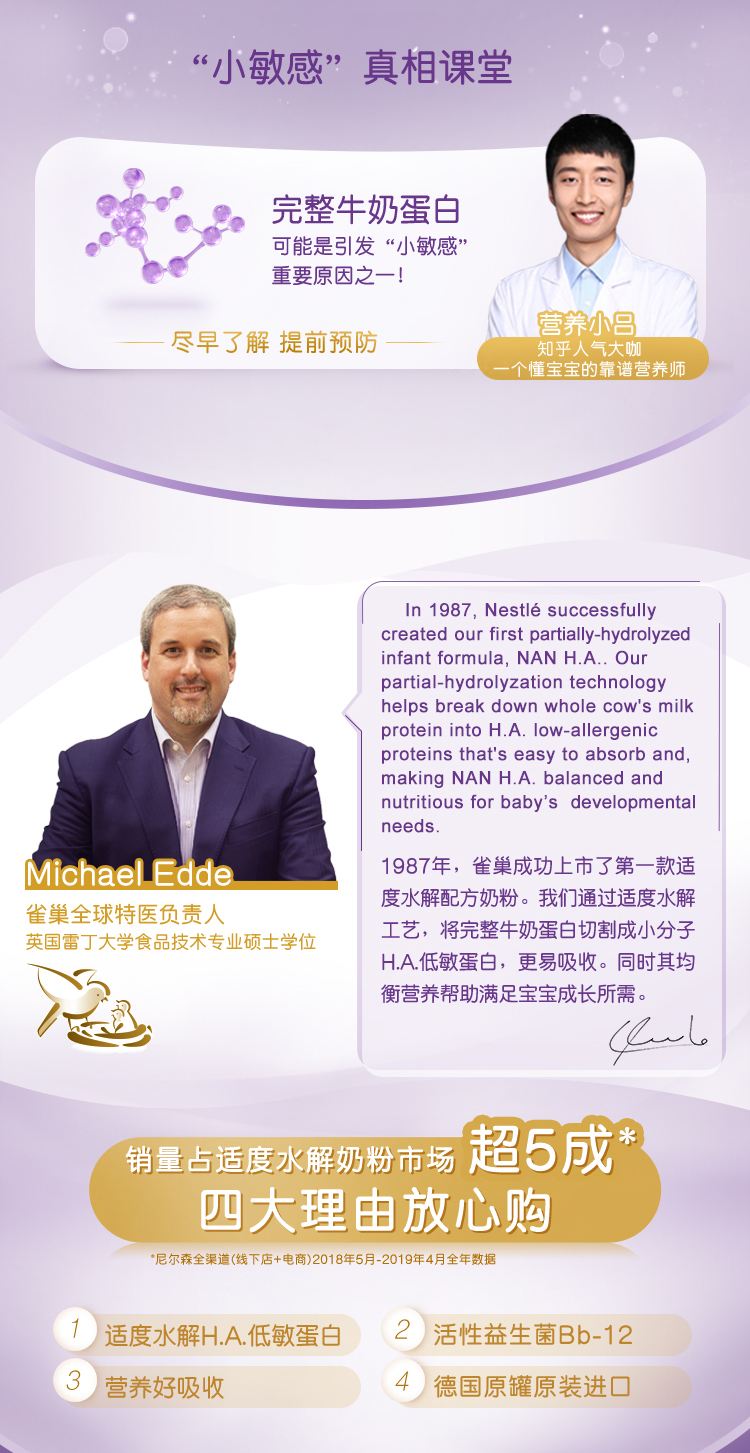 “小敏感” 真相课堂
完整牛奶蛋白
可能是引发“小敏感”
重要原因之一！
尽早了解 提前预防
营养小吕
知乎人气大咖
一个懂宝宝的靠谱营养师
In 1987, Nestlé successfully
created our first partially-hydrolyzed
infant formula, NAN H.A.. Our
partial-hydrolyzation technology
helps break down whole cow's milk
protein into H.A. low-allergenic
proteins that's easy to absorb and,
making NAN H.A. balanced and
nutritious for baby’s developmental
needs.
1987年，雀巢成功上市了第一款适
度水解配方奶粉。我们通过适度水解
工艺，将完整牛奶蛋白切割成小分子
H.A.低敏蛋白，更易吸收。同时其均
衡营养帮助满足宝宝成长所需。
Michael Edde
雀巢全球特医负责人
英国雷丁大学食品技术专业硕士学位
销量占适度水解奶粉市场 超5成*
四大理由放心购
*尼尔森全渠道(线下店+电商)2018年5月-2019年4月全年数据
1 适度水解H.A.低敏蛋白
2 活性益生菌Bb-12
3 营养好吸收
4 德国原罐原装进口